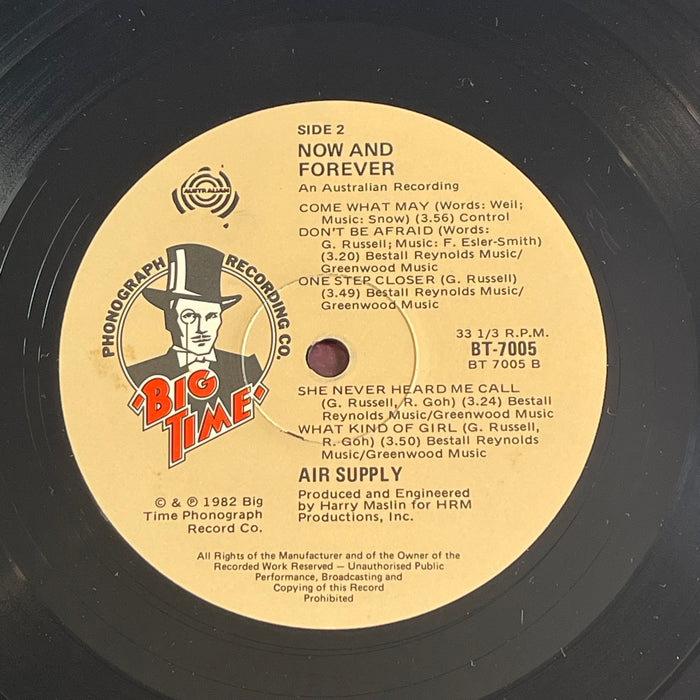 SIDE 2
NOW AND
FOREVER
An Australian Recording
AUSTRALIAN
COME WHAT MAY (Words: Weil;
Music: Snow) (3.56) Control
DON'T BE AFRAID (Words:
G. Russell; Music: F. Esler-Smith)
(3.20) Bestall Reynolds Music/
Greenwood Music
ONE STEP CLOSER (G. Russell)
(3.49) Bestall Reynolds Music/
Greenwood Music
PHONOGRAPH RECORDING CO.
BIG
TIME
33 1/3 R.P.M.
BT-7005
BT 7005 B
SHE NEVER HEARD ME CALL
(G. Russell, R. Goh) (3.24) Bestall
Reynolds Music/Greenwood Music
WHAT KIND OF GIRL (G. Russell,
R. Goh) (3.50) Bestall Reynolds
Music/Greenwood Music
AIR SUPPLY
Produced and Engineered
by Harry Maslin for HRM
Productions, Inc.
© & ℗ 1982 Big
Time Phonograph
Record Co.
All Rights of the Manufacturer and of the Owner of the
Recorded Work Reserved — Unauthorised Public
Performance, Broadcasting and
Copying of this Record
Prohibited